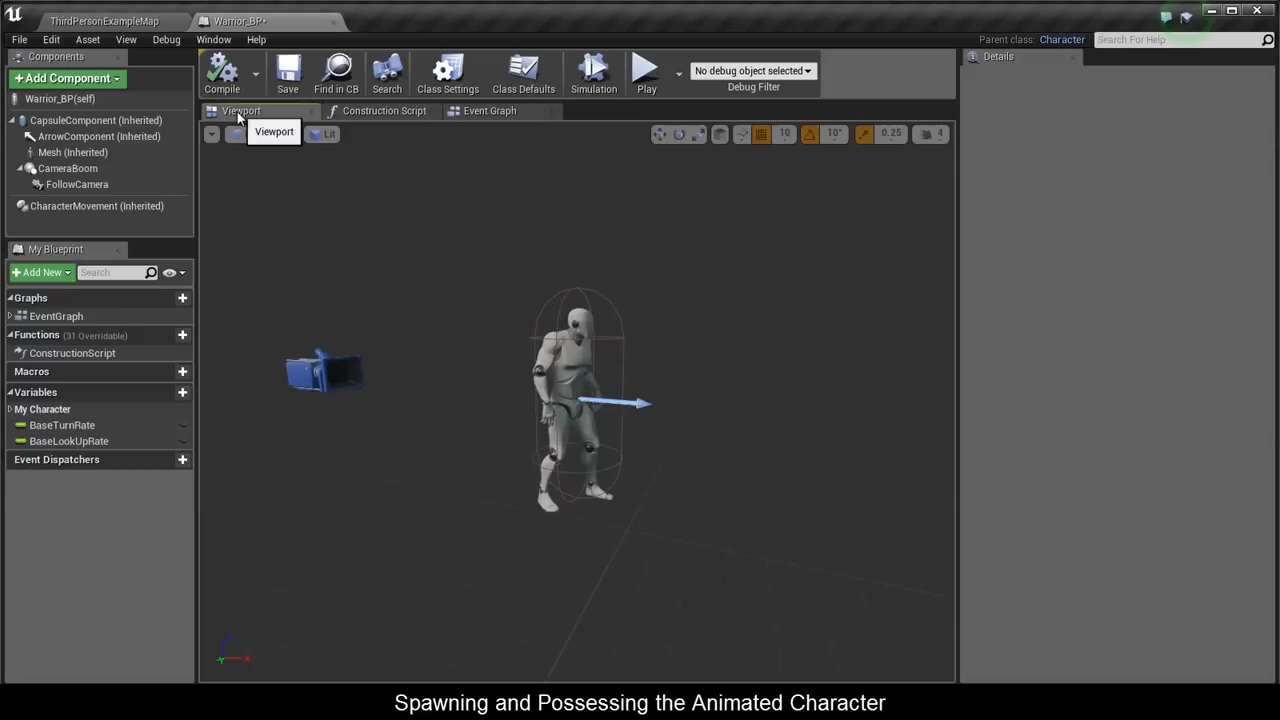 ThirdPersonExampleMap
Warrior_BP*
File Edit Asset View Debug Window Help
Parent class: Character
Search For Help
Components
+ Add Component
Warrior_BP(self)
CapsuleComponent (Inherited)
ArrowComponent (Inherited)
Mesh (Inherited)
CameraBoom
FollowCamera
CharacterMovement (Inherited)
My Blueprint
+ Add New
Search
Graphs
EventGraph
Functions (31 Overridable)
ConstructionScript
Macros
Variables
My Character
BaseTurnRate
BaseLookUpRate
Event Dispatchers
Compile
Save
Find in CB
Search
Class Settings
Class Defaults
Simulation
Play
No debug object selected
Debug Filter
Viewport
Construction Script
Event Graph
Viewport
Lit
10
10°
0.25
4
Details
Spawning and Possessing the Animated Character